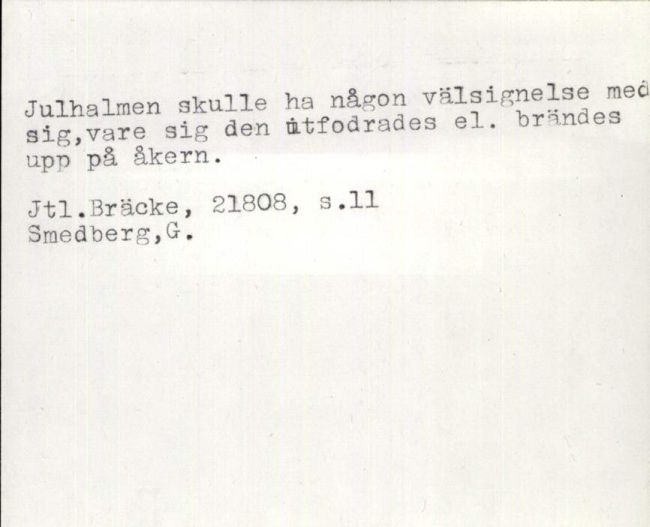 Julhalmen skulle ha någon välsignelse med
sig,vare sig den utfodrades el. brändes
upp på åkern.
Jtl.Bräcke, 21808, s.11
Smedberg,G.